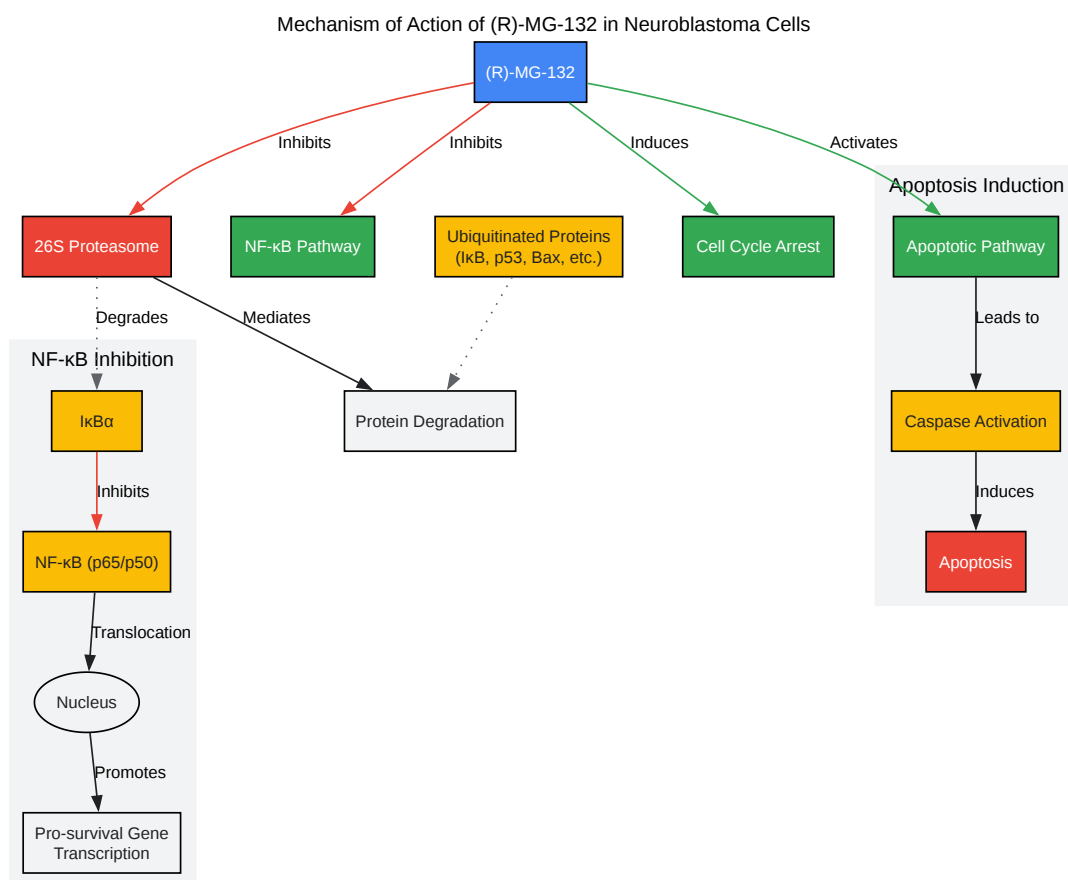 Mechanism of Action of (R)-MG-132 in Neuroblastoma Cells
(R)-MG-132
Inhibits
Inhibits
Induces
Activates
Apoptosis Induction
26S Proteasome
NF-κB Pathway
Ubiquitinated Proteins
(IκB, p53, Bax, etc.)
Cell Cycle Arrest
Apoptotic Pathway
Degrades
Mediates
Leads to
NF-κB Inhibition
IκBα
Protein Degradation
Caspase Activation
Inhibits
Induces
NF-κB (p65/p50)
Apoptosis
Translocation
Nucleus
Promotes
Pro-survival Gene
Transcription